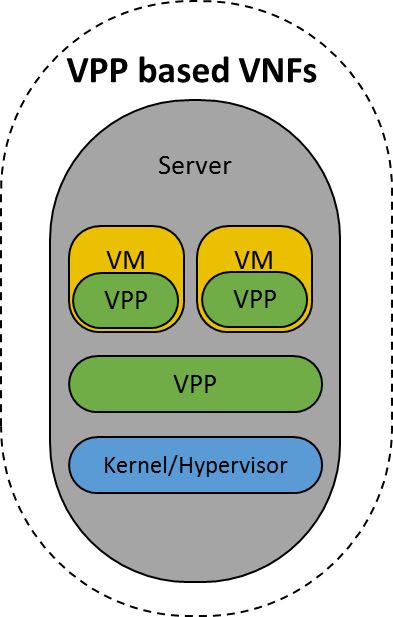 VPP based VNFs
Server
VM
VM
VPP
VPP
VPP
Kernel/Hypervisor